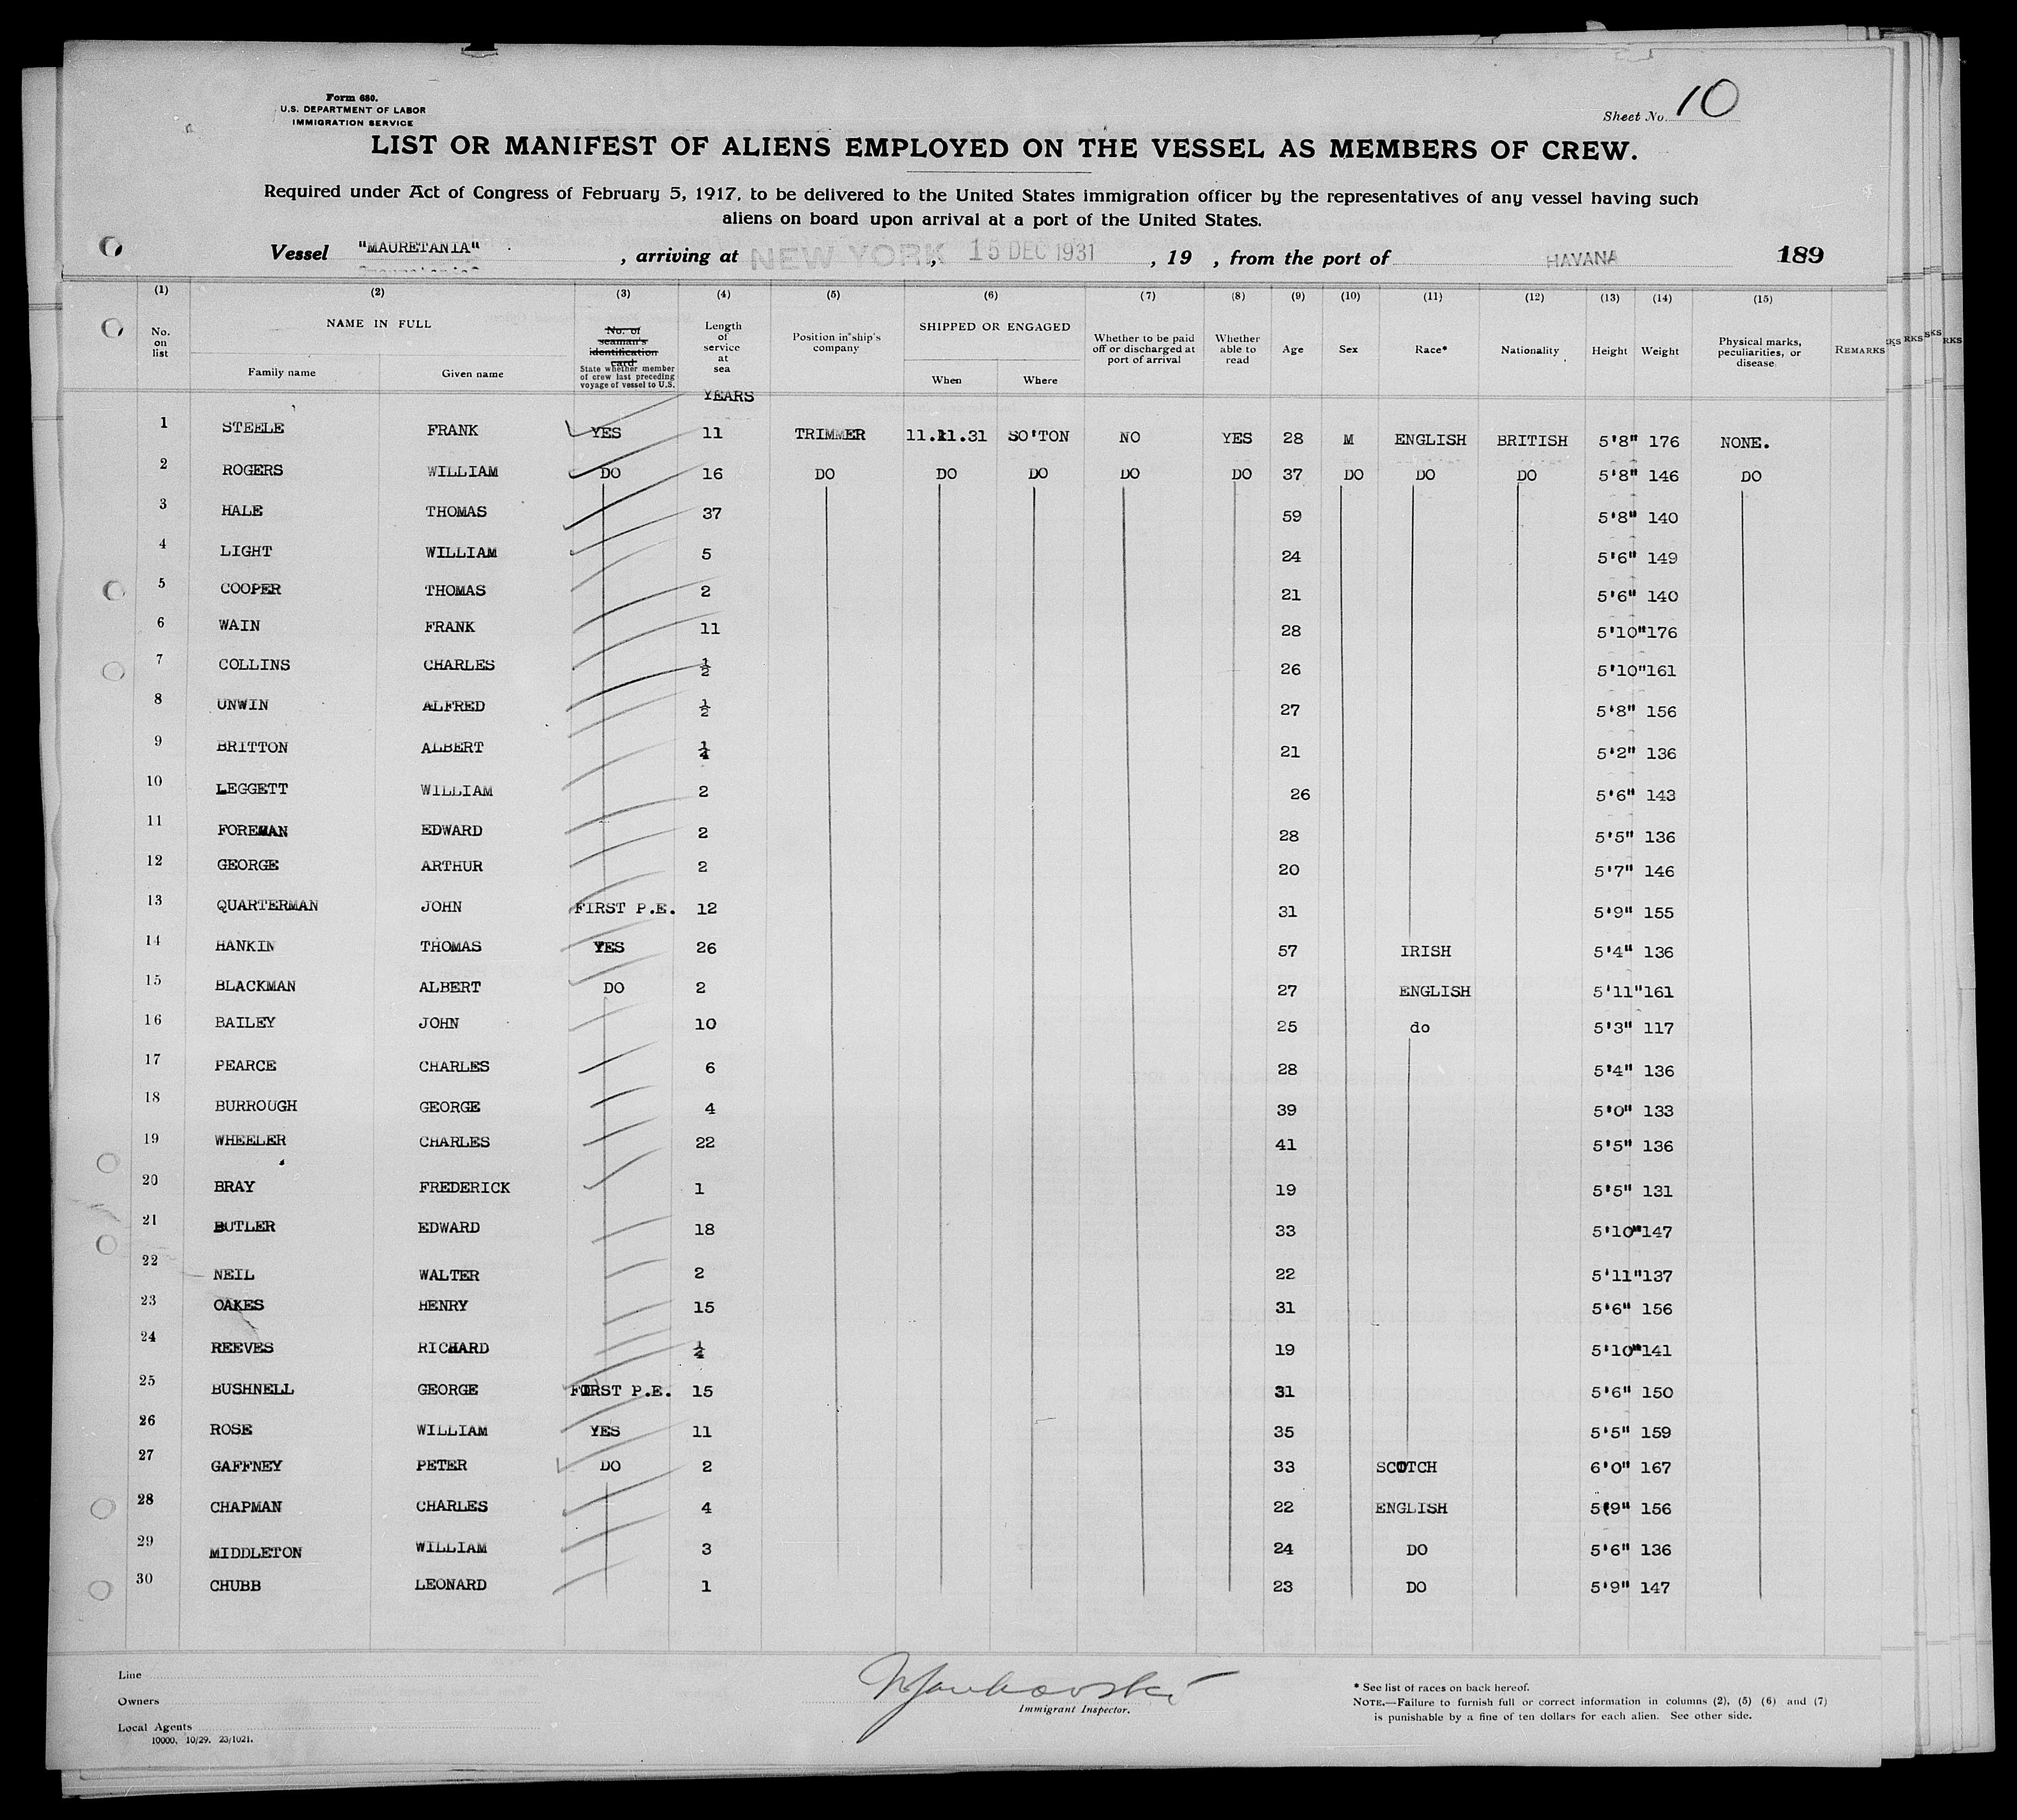 Form 680.
U.S. DEPARTMENT OF LABOR
IMMIGRATION SERVICE
Sheet No. 10
LIST OR MANIFEST OF ALIENS EMPLOYED ON THE VESSEL AS MEMBERS OF CREW.
Required under Act of Congress of February 5, 1917, to be delivered to the United States immigration officer by the representatives of any vessel having such
aliens on board upon arrival at a port of the United States.
Vessel "MAURETANIA" , arriving at NEW YORK, 15 DEC 1931 , 19 , from the port of HAVANA 189
(1) (2) (3) (4) (5) (6) (7) (8) (9) (10) (11) (12) (13) (14) (15)
No. on list NAME IN FULL Family name Given name No. of seaman's identification card State whether member of crew last preceding voyage of vessel to U.S. Length of service at sea Position in ship's company SHIPPED OR ENGAGED When Where Whether to be paid off or discharged at port of arrival Whether able to read Age Sex Race* Nationality Height Weight Physical marks, peculiarities, or disease REMARKS
YEARS
1 STEELE FRANK YES 11 TRIMMER 11.11.31 SO'TON NO YES 28 M ENGLISH BRITISH 5'8" 176 NONE.
2 ROGERS WILLIAM DO 16 DO DO DO DO DO 37 DO DO DO 5'8" 146 DO
3 HALE THOMAS 37 59 5'8" 140
4 LIGHT WILLIAM 5 24 5'6" 149
5 COOPER THOMAS 2 21 5'6" 140
6 WAIN FRANK 11 28 5'10" 176
7 COLLINS CHARLES ½ 26 5'10" 161
8 UNWIN ALFRED ½ 27 5'8" 156
9 BRITTON ALBERT ¼ 21 5'2" 136
10 LEGGETT WILLIAM 2 26 5'6" 143
11 FOREMAN EDWARD 2 28 5'5" 136
12 GEORGE ARTHUR 2 20 5'7" 146
13 QUARTERMAN JOHN FIRST P.E. 12 31 5'9" 155
14 HANKIN THOMAS YES 26 57 IRISH 5'4" 136
15 BLACKMAN ALBERT DO 2 27 ENGLISH 5'11" 161
16 BAILEY JOHN 10 25 do 5'3" 117
17 PEARCE CHARLES 6 28 5'4" 136
18 BURROUGH GEORGE 4 39 5'0" 133
19 WHEELER CHARLES 22 41 5'5" 136
20 BRAY FREDERICK 1 19 5'5" 131
21 BUTLER EDWARD 18 33 5'10" 147
22 NEIL WALTER 2 22 5'11" 137
23 OAKES HENRY 15 31 5'6" 156
24 REEVES RICHARD ¼ 19 5'10" 141
25 BUSHNELL GEORGE FIRST P.E. 15 31 5'6" 150
26 ROSE WILLIAM YES 11 35 5'5" 159
27 GAFFNEY PETER DO 2 33 SCOTCH 6'0" 167
28 CHAPMAN CHARLES 4 22 ENGLISH 5(9" 156
29 MIDDLETON WILLIAM 3 24 DO 5'6" 136
30 CHUBB LEONARD 1 23 DO 5'9" 147
Line
Owners
Local Agents
10000. 10/29. 23/1021.
Immigrant Inspector.
* See list of races on back hereof.
NOTE.—Failure to furnish full or correct information in columns (2), (5) (6) and (7)
is punishable by a fine of ten dollars for each alien. See other side.